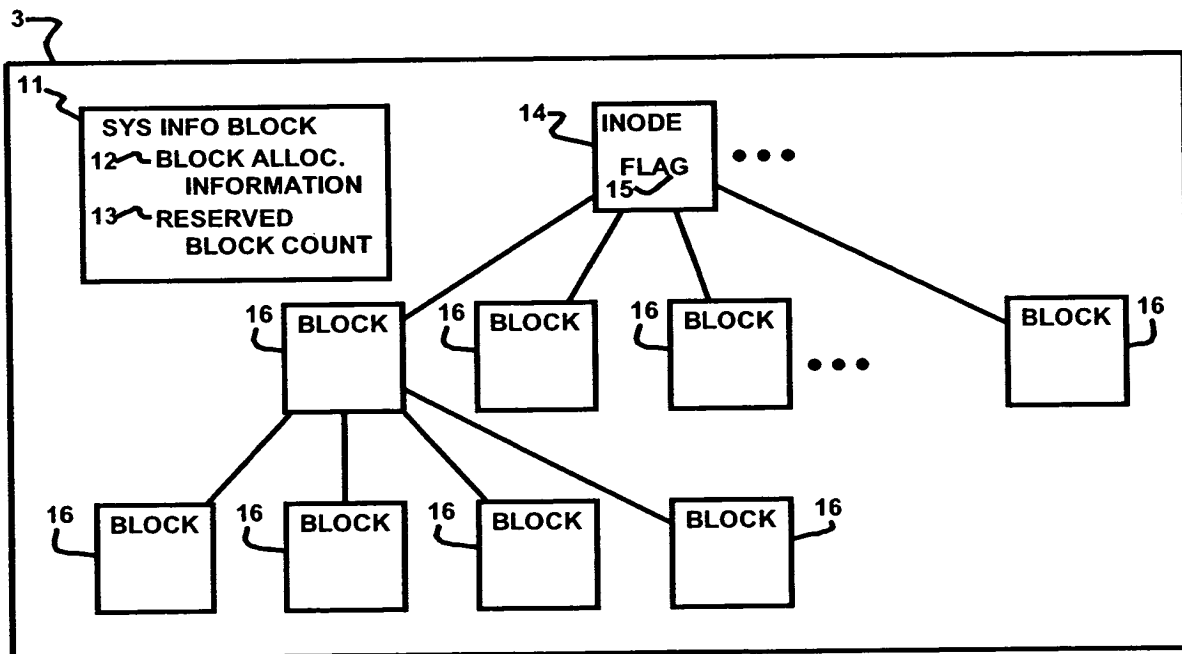 3
11
SYS INFO BLOCK
12 BLOCK ALLOC.
INFORMATION
13 RESERVED
BLOCK COUNT
14
INODE
FLAG
15
16 BLOCK
16 BLOCK
16 BLOCK
BLOCK 16
16 BLOCK
16 BLOCK
16 BLOCK
BLOCK 16